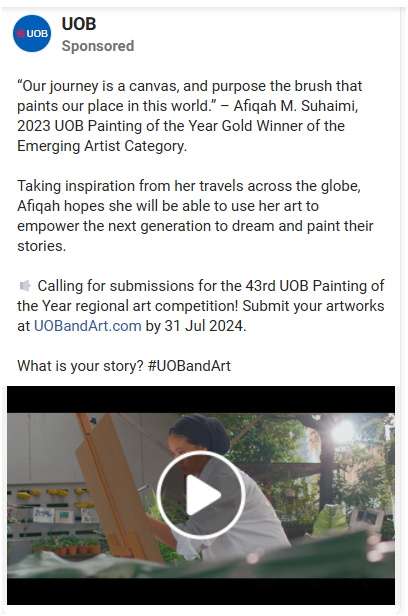 UOB
UOB
Sponsored
“Our journey is a canvas, and purpose the brush that
paints our place in this world.” – Afiqah M. Suhaimi,
2023 UOB Painting of the Year Gold Winner of the
Emerging Artist Category.
Taking inspiration from her travels across the globe,
Afiqah hopes she will be able to use her art to
empower the next generation to dream and paint their
stories.
Calling for submissions for the 43rd UOB Painting of
the Year regional art competition! Submit your artworks
at UOBandArt.com by 31 Jul 2024.
What is your story? #UOBandArt